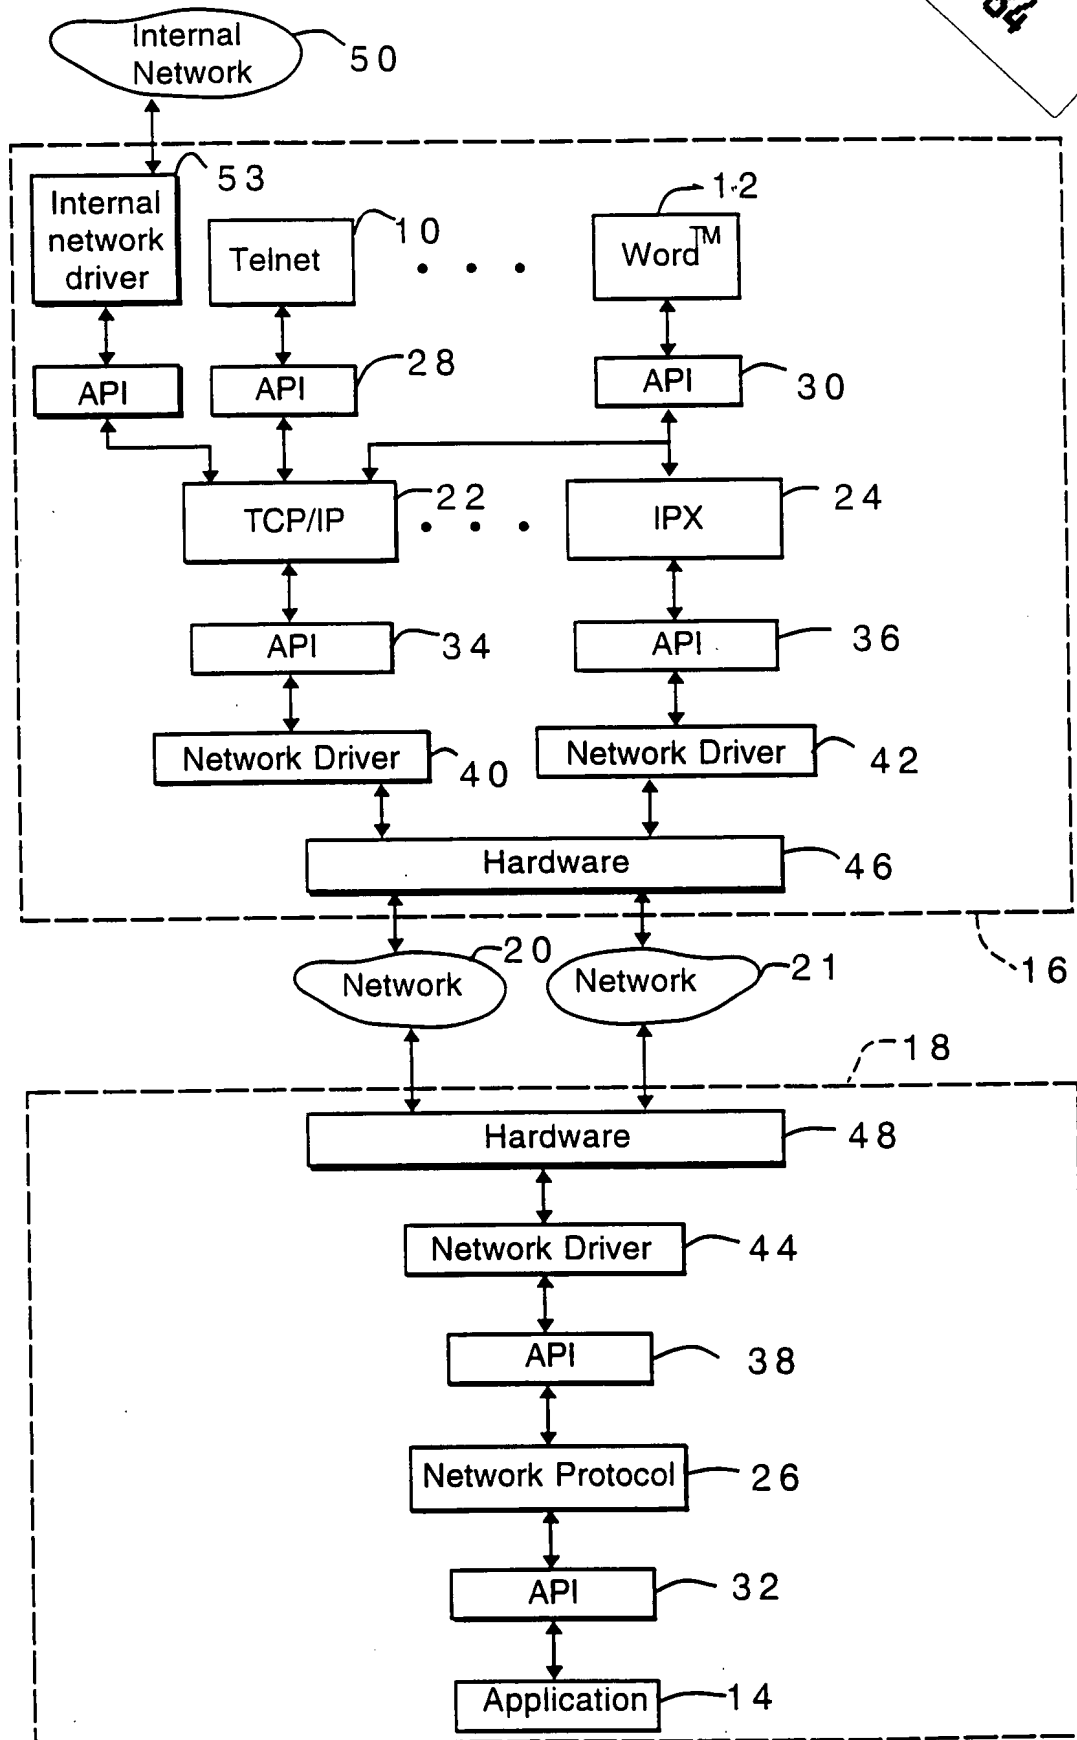 84
Internal
Network
50
53
Internal
network
driver
10
Telnet
12
Word™
API
28
API
30
API
22
TCP/IP
24
IPX
34
API
36
API
Network Driver
40
Network Driver
42
Hardware
46
20
Network
21
Network
16
18
Hardware
48
Network Driver
44
API
38
Network Protocol
26
API
32
Application
14